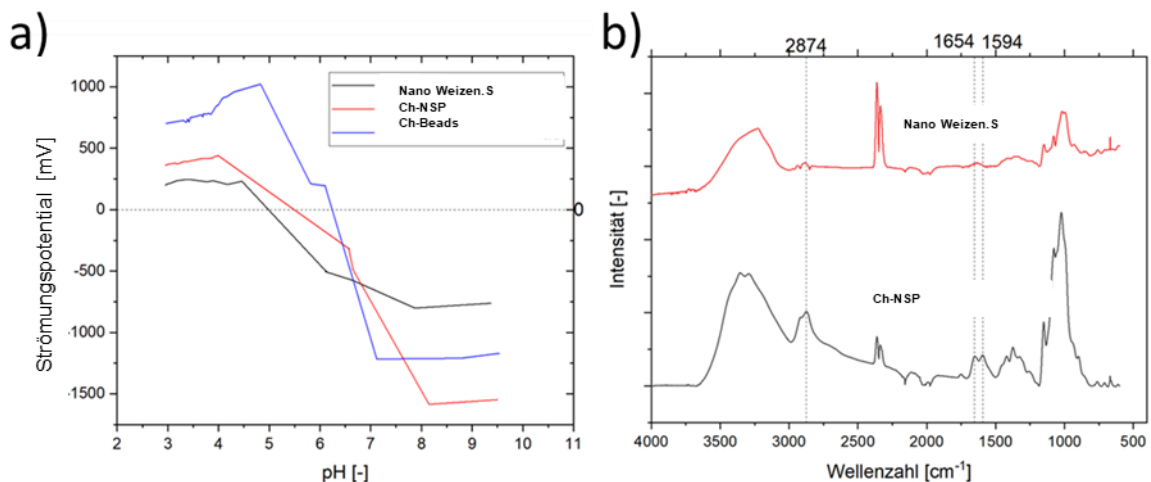 a)
Strömungspotential [mV]
1000
500
0
-500
-1000
-1500
0
Nano Weizen.S
Ch-NSP
Ch-Beads
2 3 4 5 6 7 8 9 10 11
pH [-]
b)
2874 1654 1594
Intensität [-]
Nano Weizen.S
Ch-NSP
4000 3500 3000 2500 2000 1500 1000 500
Wellenzahl [cm⁻¹]